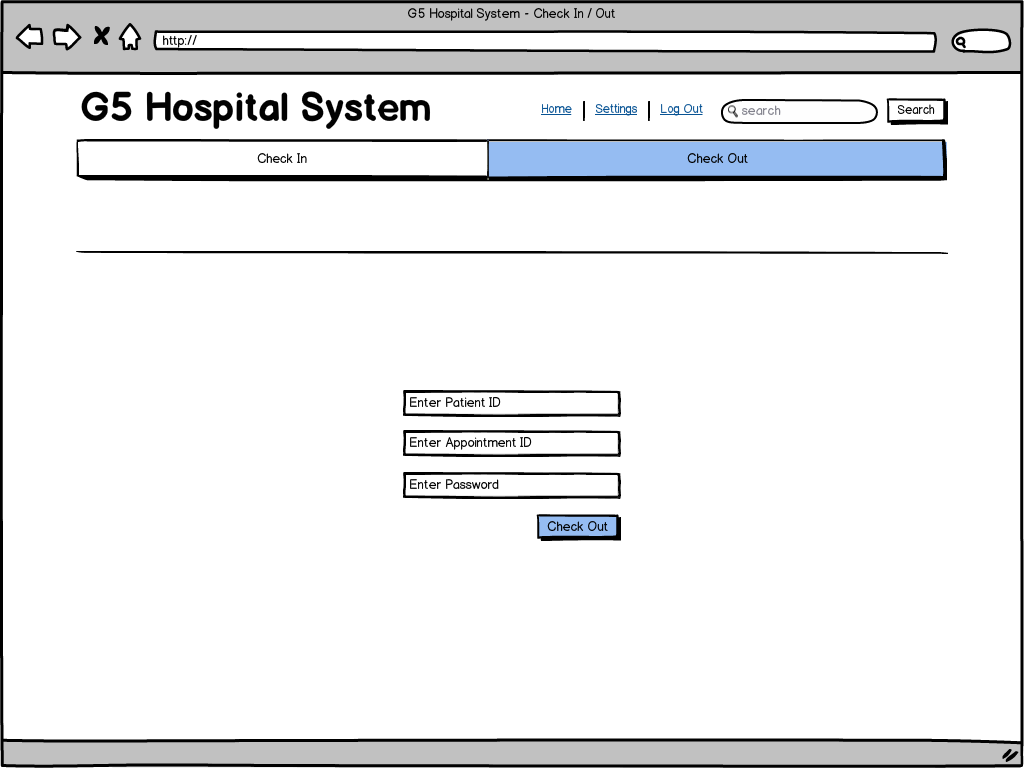 G5 Hospital System - Check In / Out
http://
G5 Hospital System
Home
Settings
Log Out
search
Search
Check In
Check Out
Enter Patient ID
Enter Appointment ID
Enter Password
Check Out